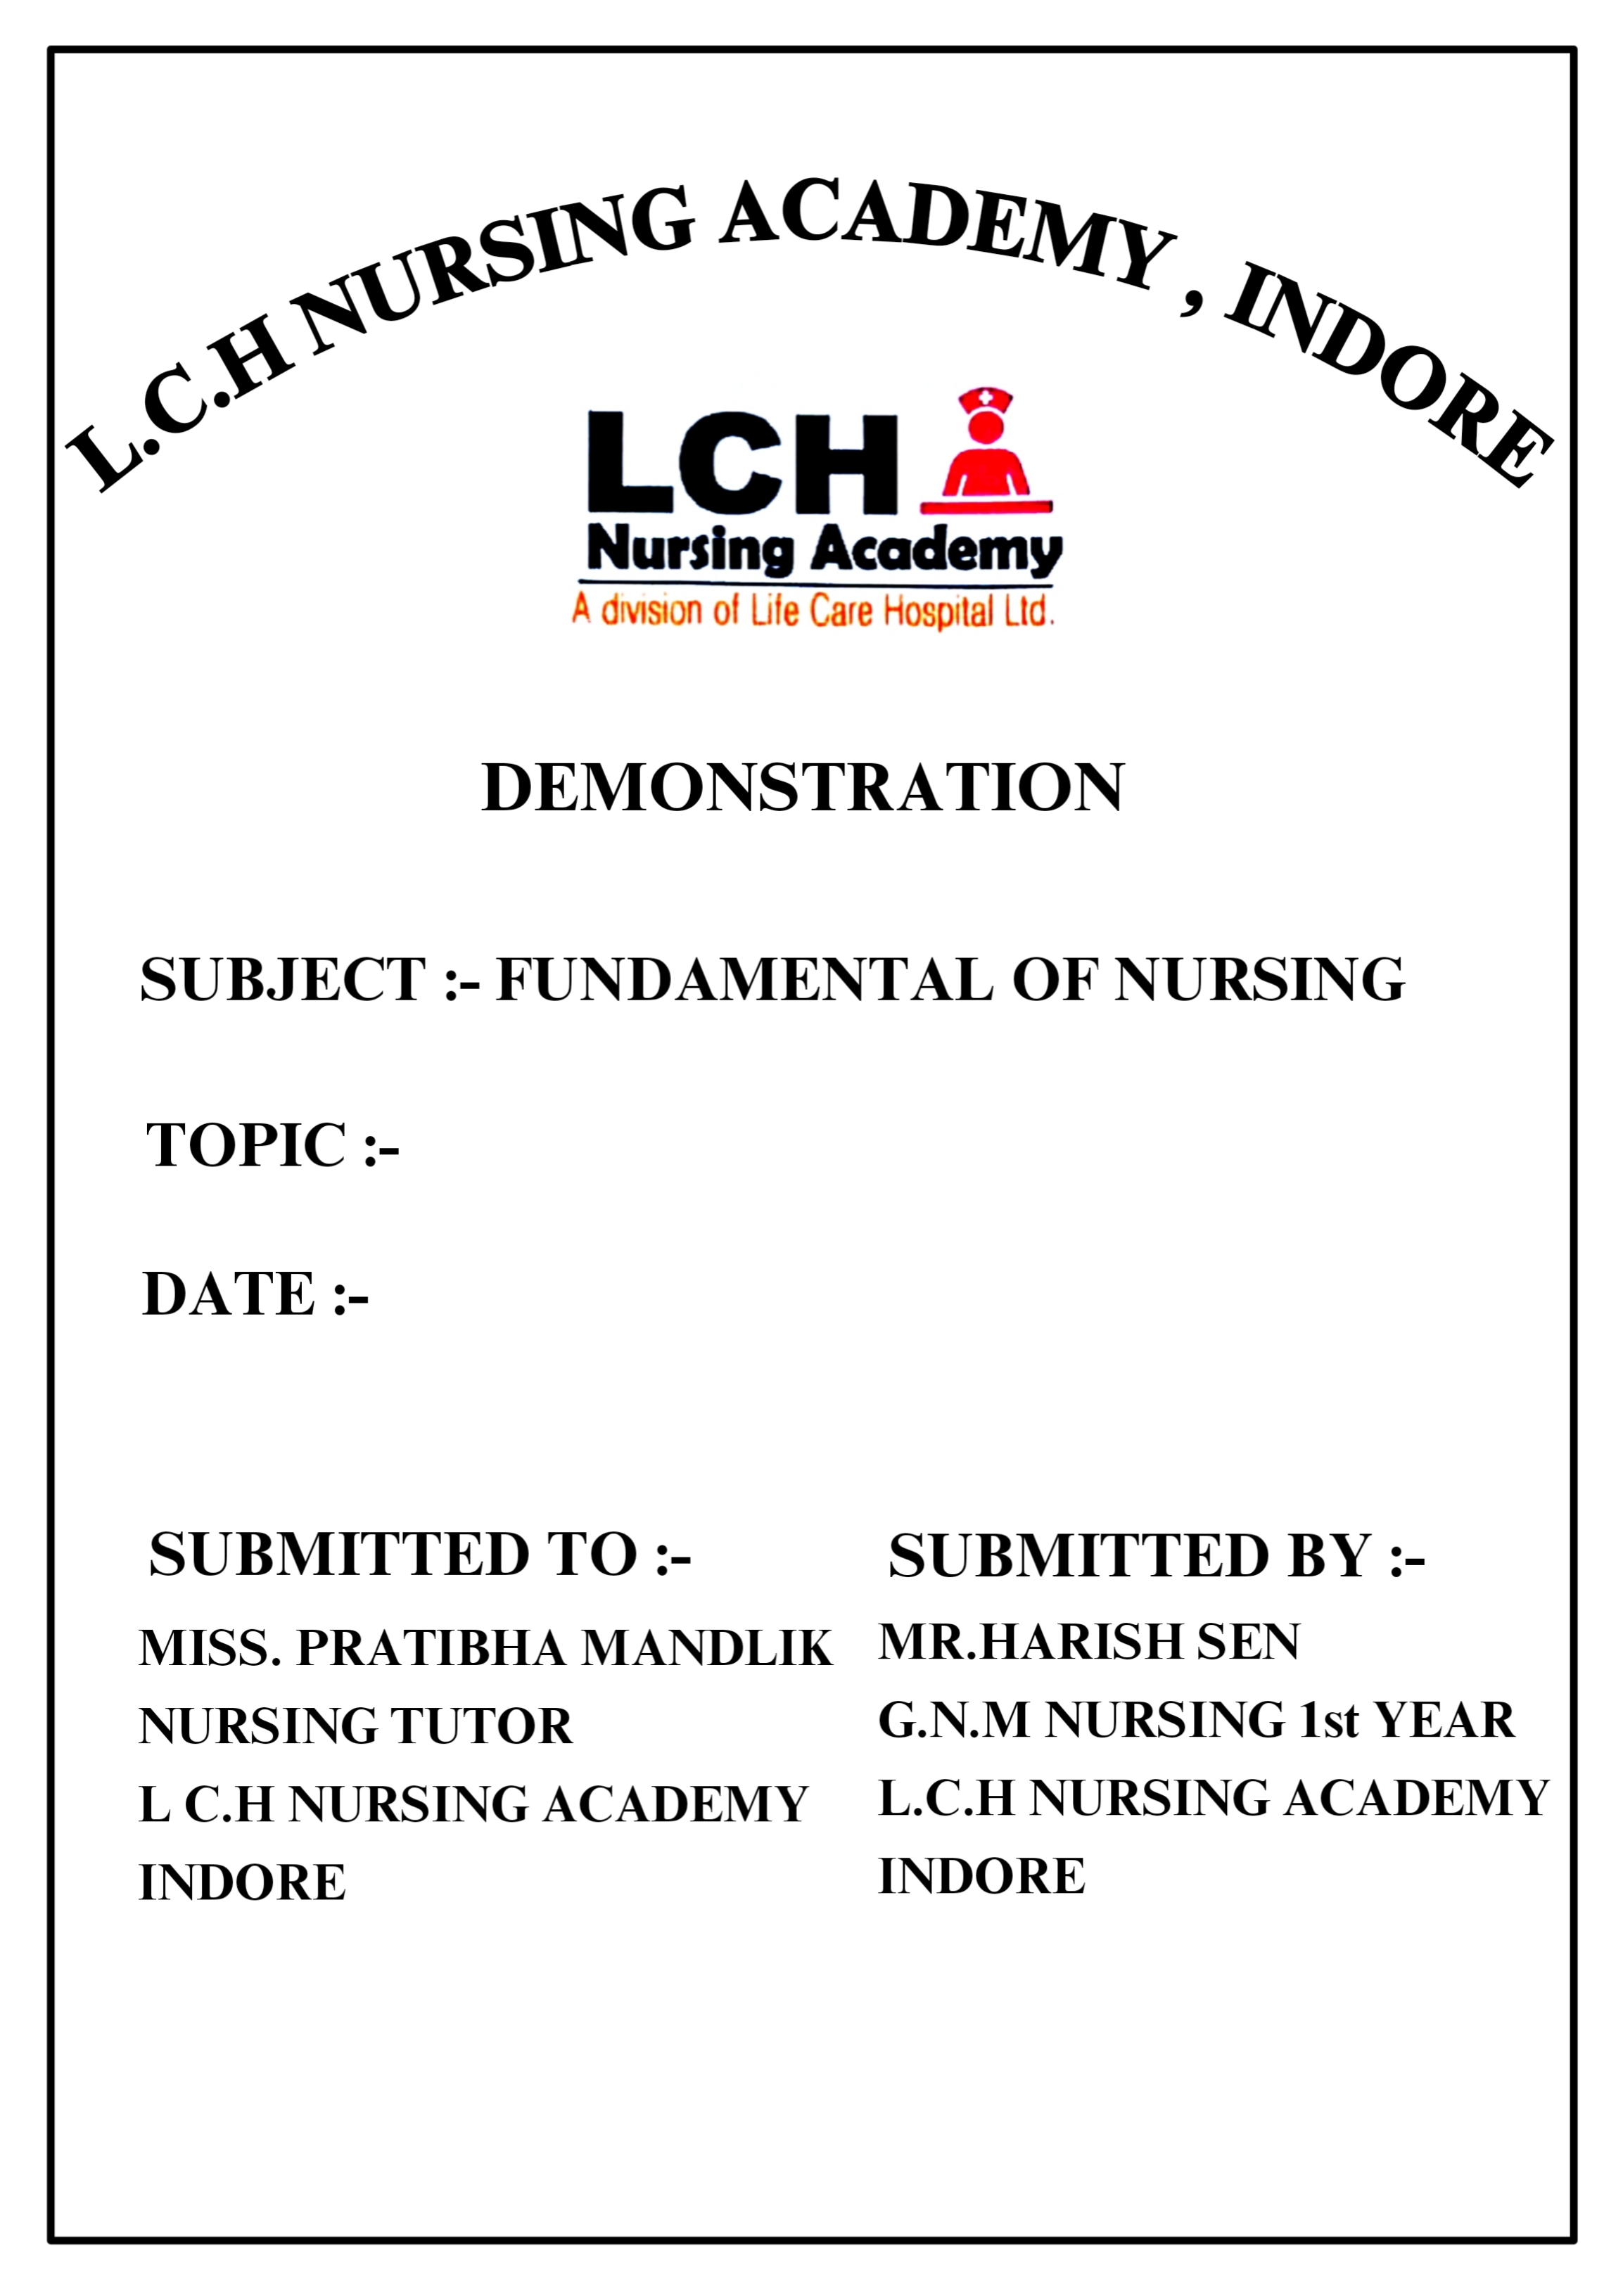 L.C.H NURSING ACADEMY , INDORE
LCH
Nursing Academy
A division of Life Care Hospital Ltd.
DEMONSTRATION
SUBJECT :- FUNDAMENTAL OF NURSING
TOPIC :-
DATE :-
SUBMITTED TO :-
MISS. PRATIBHA MANDLIK
NURSING TUTOR
L C.H NURSING ACADEMY
INDORE
SUBMITTED BY :-
MR.HARISH SEN
G.N.M NURSING 1st YEAR
L.C.H NURSING ACADEMY
INDORE